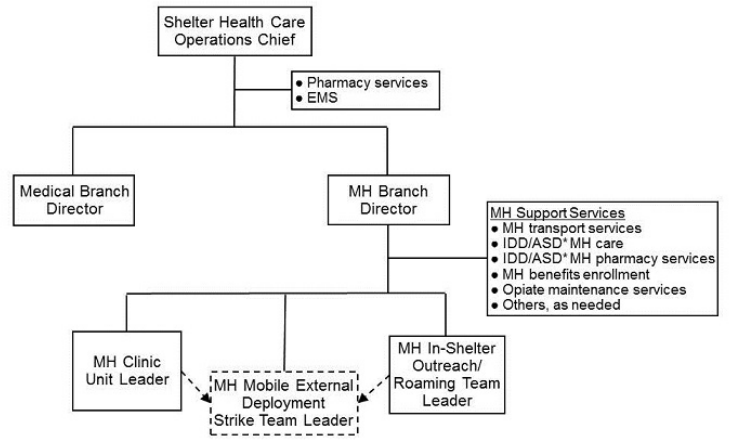 Shelter Health Care
Operations Chief
● Pharmacy services
● EMS
Medical Branch
Director
MH Branch
Director
MH Support Services
● MH transport services
● IDD/ASD* MH care
● IDD/ASD* MH pharmacy services
● MH benefits enrollment
● Opiate maintenance services
● Others, as needed
MH Clinic
Unit Leader
MH Mobile External
Deployment
Strike Team Leader
MH In-Shelter
Outreach/
Roaming Team
Leader